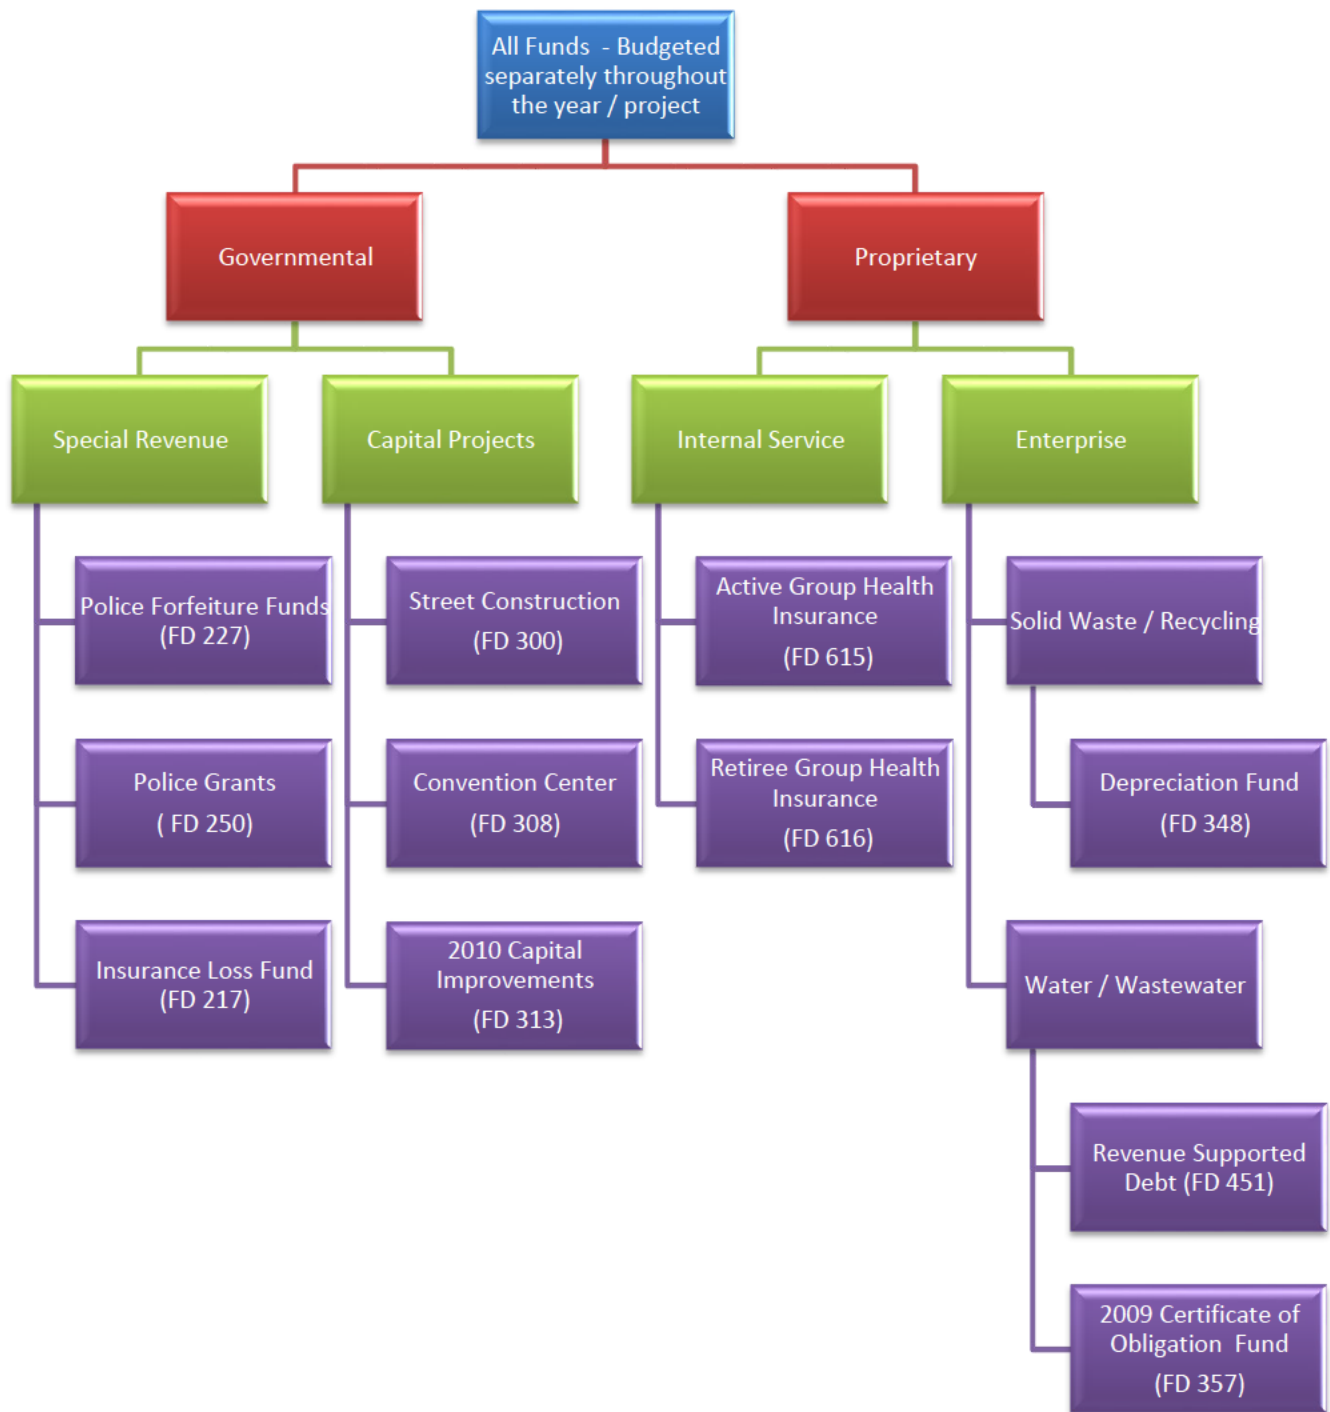 All Funds  - Budgeted
separately throughout
the year / project
Governmental
Proprietary
Special Revenue
Capital Projects
Internal Service
Enterprise
Police Forfeiture Funds
(FD 227)
Street Construction
(FD 300)
Active Group Health
Insurance
(FD 615)
Solid Waste / Recycling
Police Grants
( FD 250)
Convention Center
(FD 308)
Retiree Group Health
Insurance
(FD 616)
Depreciation Fund
(FD 348)
Insurance Loss Fund
(FD 217)
2010 Capital
Improvements
(FD 313)
Water / Wastewater
Revenue Supported
Debt (FD 451)
2009 Certificate of
Obligation  Fund
(FD 357)